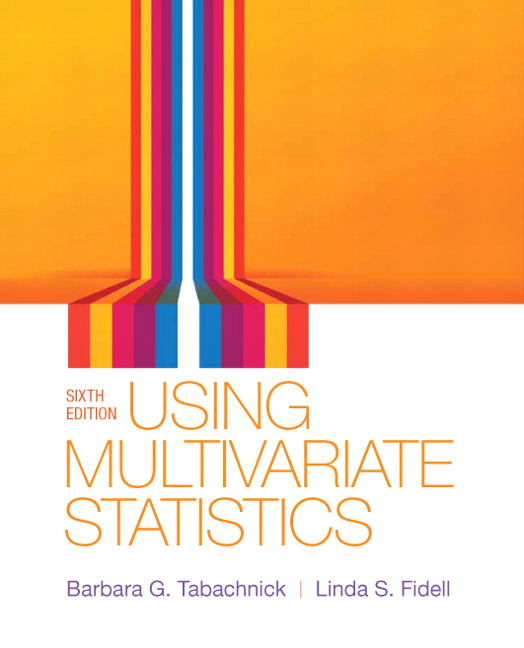 SIXTH
EDITION
USING
MULTIVARIATE
STATISTICS
Barbara G. Tabachnick | Linda S. Fidell